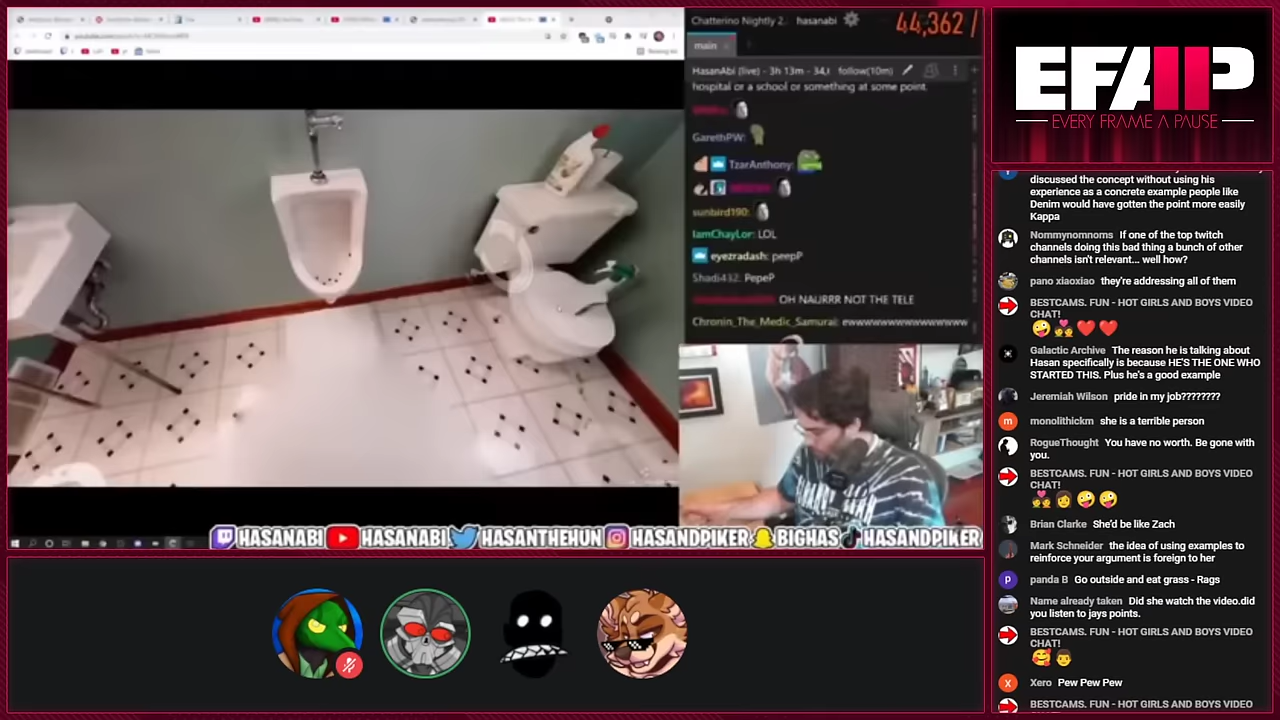 Chatterino Nightly 2.
hasanabi
44,362 /
main
HasanAbi (live) - 3h 13m - 34,
follow(10m)
hospital or a school or something at some point.
GarethPW:
TzarAnthony:
sunbird190:
IamChayLor: LOL
eyezradash: peepP
Shadi432: PepeP
OH NAURRR NOT THE TELE
Chronin_The_Medic_Samurai: ewwwwwwwwwwwwwwwww
HASANABI
HASANABI
HASANTHEHUN
HASANDPIKER
BIGHAS
HASANDPIKER
EFAP
EVERY FRAME A PAUSE
discussed the concept without using his
experience as a concrete example people like
Denim would have gotten the point more easily
Kappa
Nommynomnoms If one of the top twitch
channels doing this bad thing a bunch of other
channels isn't relevant... well how?
pano xiaoxiao they're addressing all of them
BESTCAMS. FUN - HOT GIRLS AND BOYS VIDEO
CHAT!
Galactic Archive The reason he is talking about
Hasan specifically is because HE'S THE ONE WHO
STARTED THIS. Plus he's a good example
Jeremiah Wilson pride in my job????????
m
monolithickm she is a terrible person
RogueThought You have no worth. Be gone with
you.
BESTCAMS. FUN - HOT GIRLS AND BOYS VIDEO
CHAT!
Brian Clarke She'd be like Zach
Mark Schneider the idea of using examples to
reinforce your argument is foreign to her
P
panda B Go outside and eat grass - Rags
Name already taken Did she watch the video.did
you listen to jays points.
BESTCAMS. FUN - HOT GIRLS AND BOYS VIDEO
CHAT!
X
Xero Pew Pew Pew
BESTCAMS. FUN - HOT GIRLS AND BOYS VIDEO